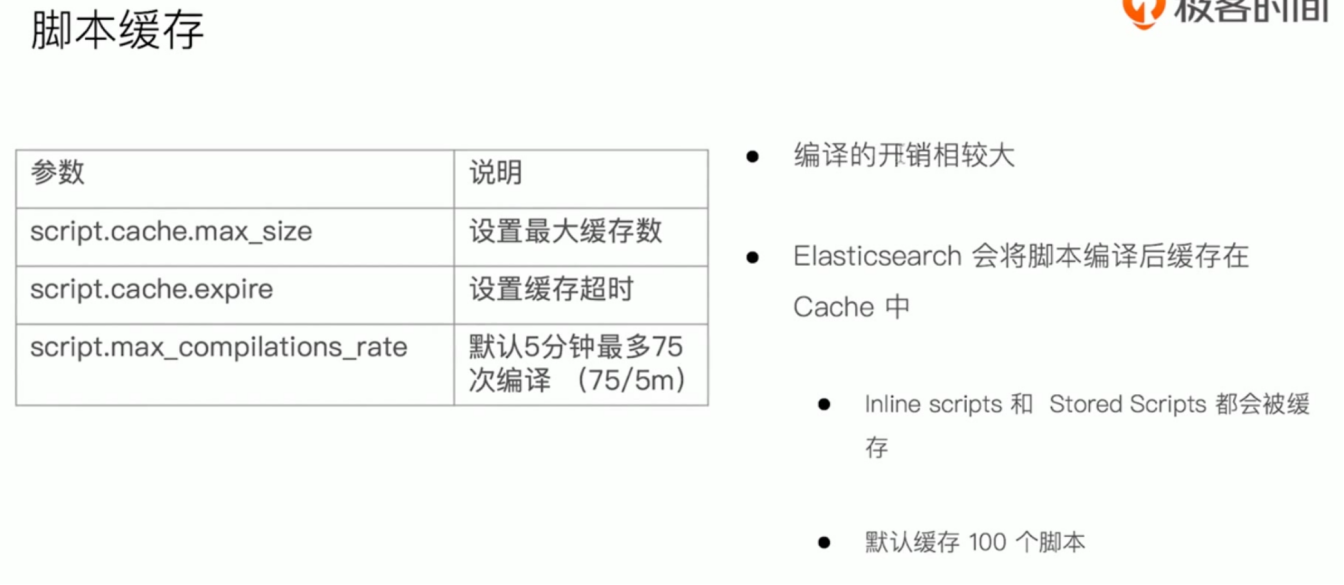 脚本缓存
极客时间
参数
说明
script.cache.max_size
设置最大缓存数
script.cache.expire
设置缓存超时
script.max_compilations_rate
默认5分钟最多75
次编译 （75/5m）
编译的开销相较大
Elasticsearch 会将脚本编译后缓存在
Cache 中
Inline scripts 和 Stored Scripts 都会被缓
存
默认缓存 100 个脚本